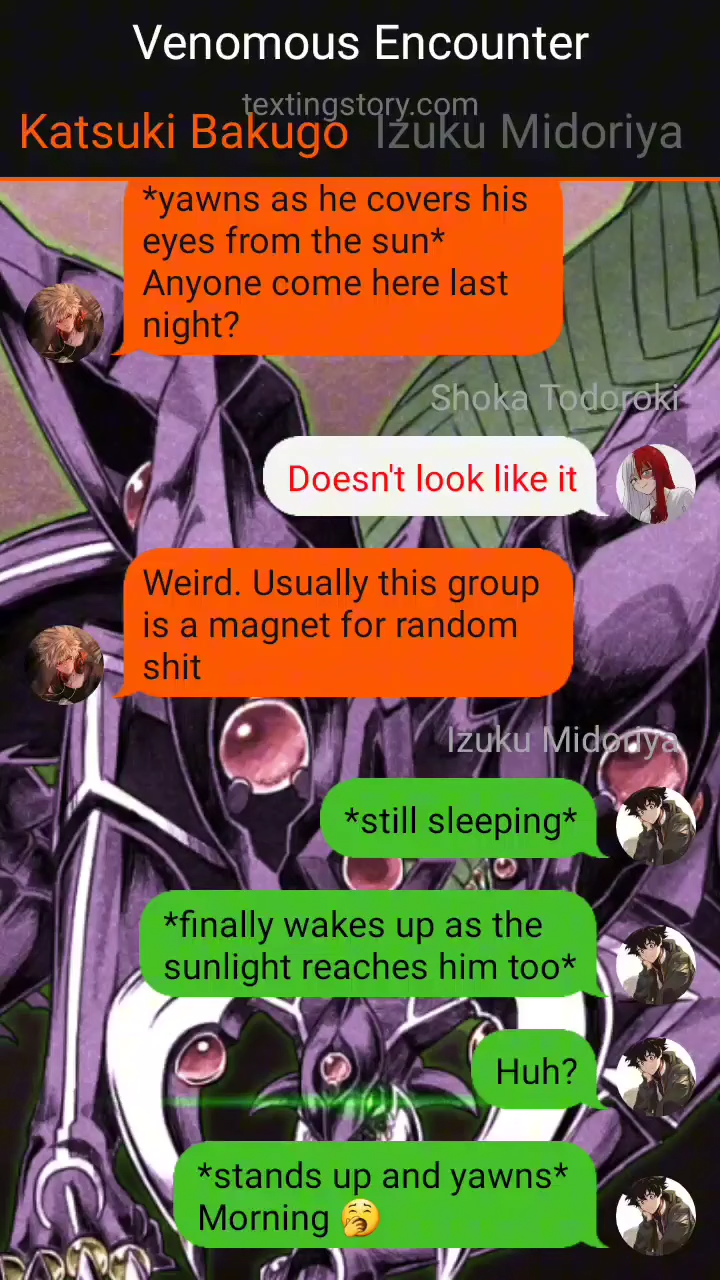 Venomous Encounter
textingstory.com
Katsuki Bakugo Izuku Midoriya
*yawns as he covers his
eyes from the sun*
Anyone come here last
night?
Shoka Todoroki
Doesn't look like it
Weird. Usually this group
is a magnet for random
shit
Izuku Midoriya
*still sleeping*
*finally wakes up as the
sunlight reaches him too*
Huh?
*stands up and yawns*
Morning 🥱